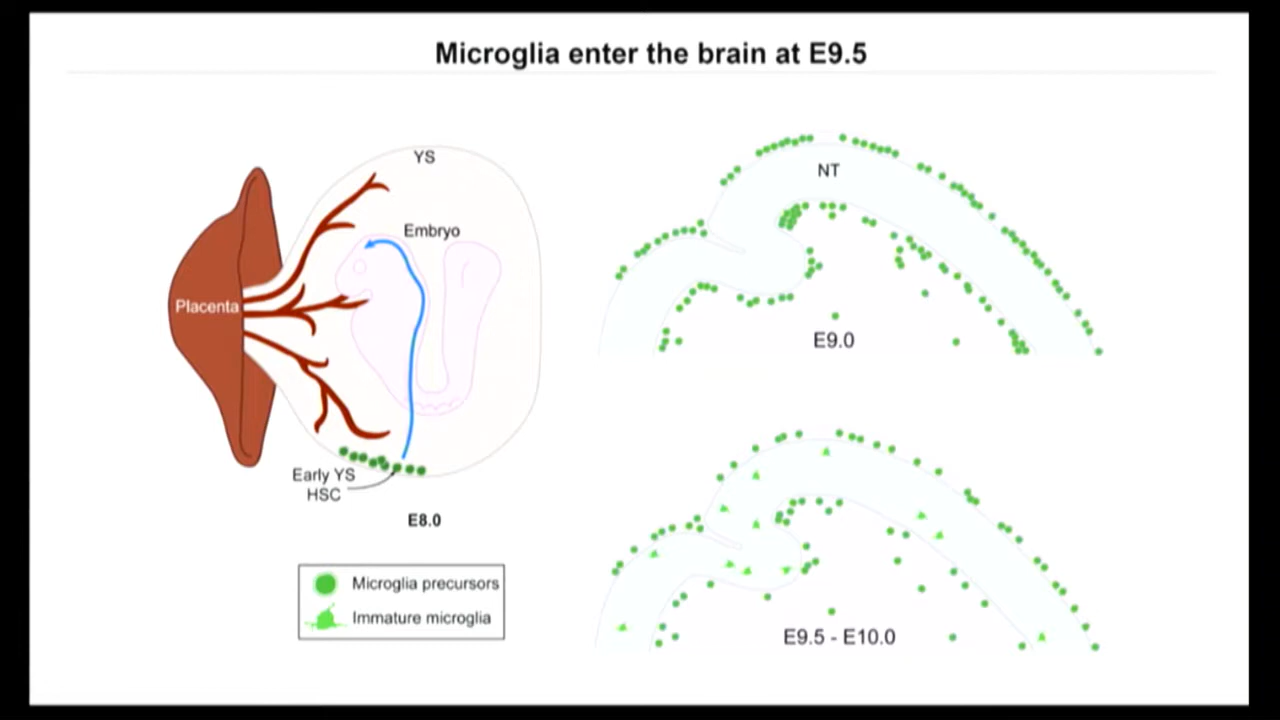 Microglia enter the brain at E9.5
YS
Embryo
Placenta
Early YS
HSC
E8.0
Microglia precursors
Immature microglia
NT
E9.0
E9.5 - E10.0